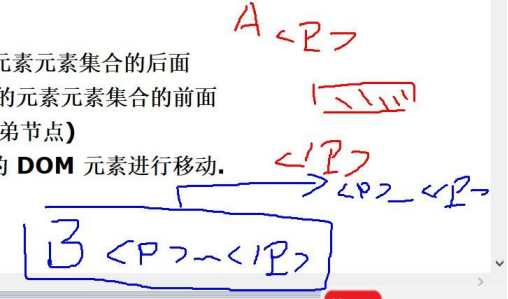 A <P>
元素元素集合的后面
的元素元素集合的前面
弟节点)
</P>
的 DOM 元素进行移动.
<P>_<P>
B <P>~</P>